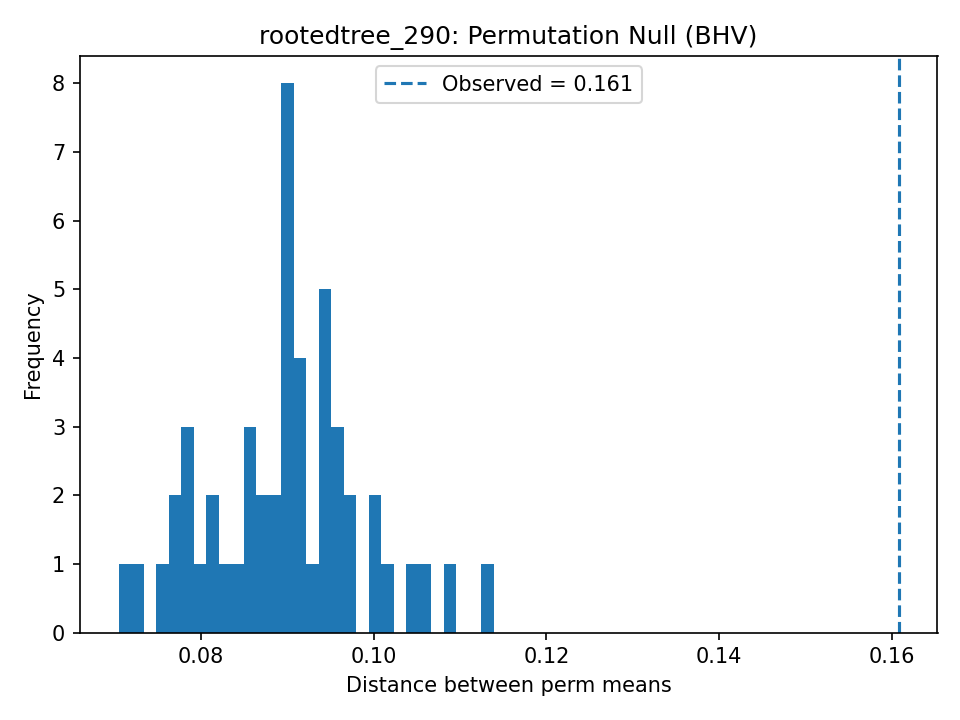 rootedtree_290: Permutation Null (BHV)
Observed = 0.161
8
7
6
5
4
3
2
1
0
Frequency
0.08 0.10 0.12 0.14 0.16
Distance between perm means